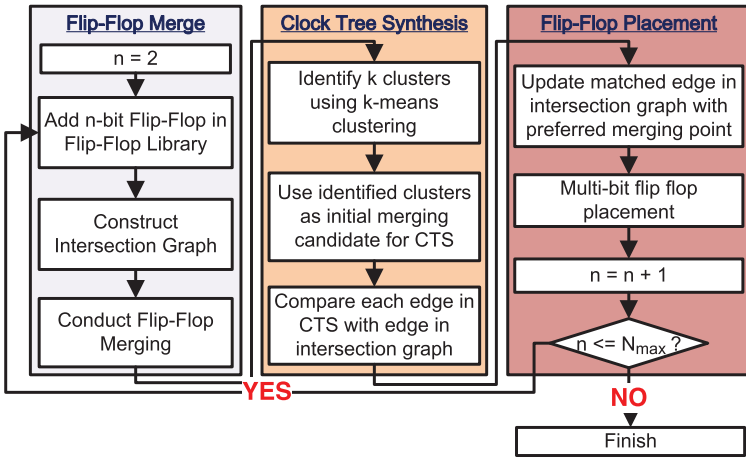 Flip-Flop Merge
n = 2
Add n-bit Flip-Flop in
Flip-Flop Library
Construct
Intersection Graph
Conduct Flip-Flop
Merging
Clock Tree Synthesis
Identify k clusters
using k-means
clustering
Use identified clusters
as initial merging
candidate for CTS
Compare each edge in
CTS with edge in
intersection graph
Flip-Flop Placement
Update matched edge in
intersection graph with
preferred merging point
Multi-bit flip flop
placement
n = n + 1
n <= Nmax ?
YES
NO
Finish